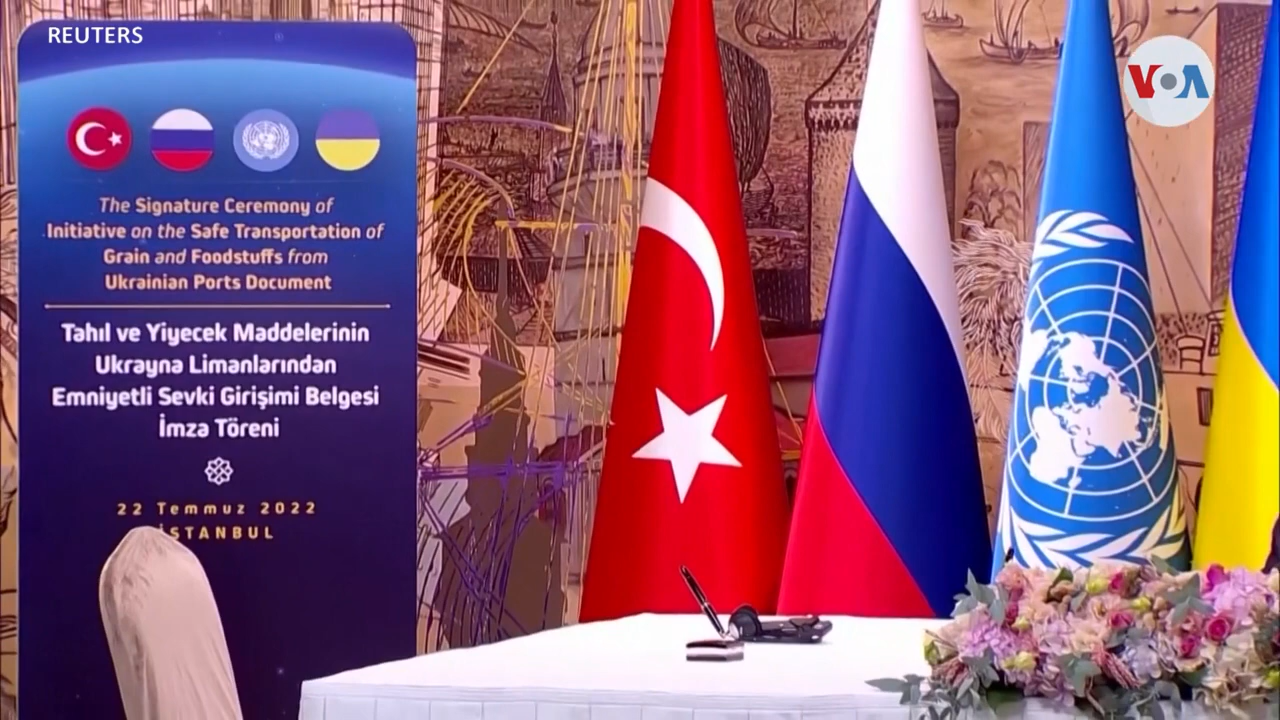 REUTERS
VOA
The Signature Ceremony of
Initiative on the Safe Transportation of
Grain and Foodstuffs from
Ukrainian Ports Document
Tahıl ve Yiyecek Maddelerinin
Ukrayna Limanlarından
Emniyetli Sevki Girişimi Belgesi
İmza Töreni
22 Temmuz 2022
İSTANBUL